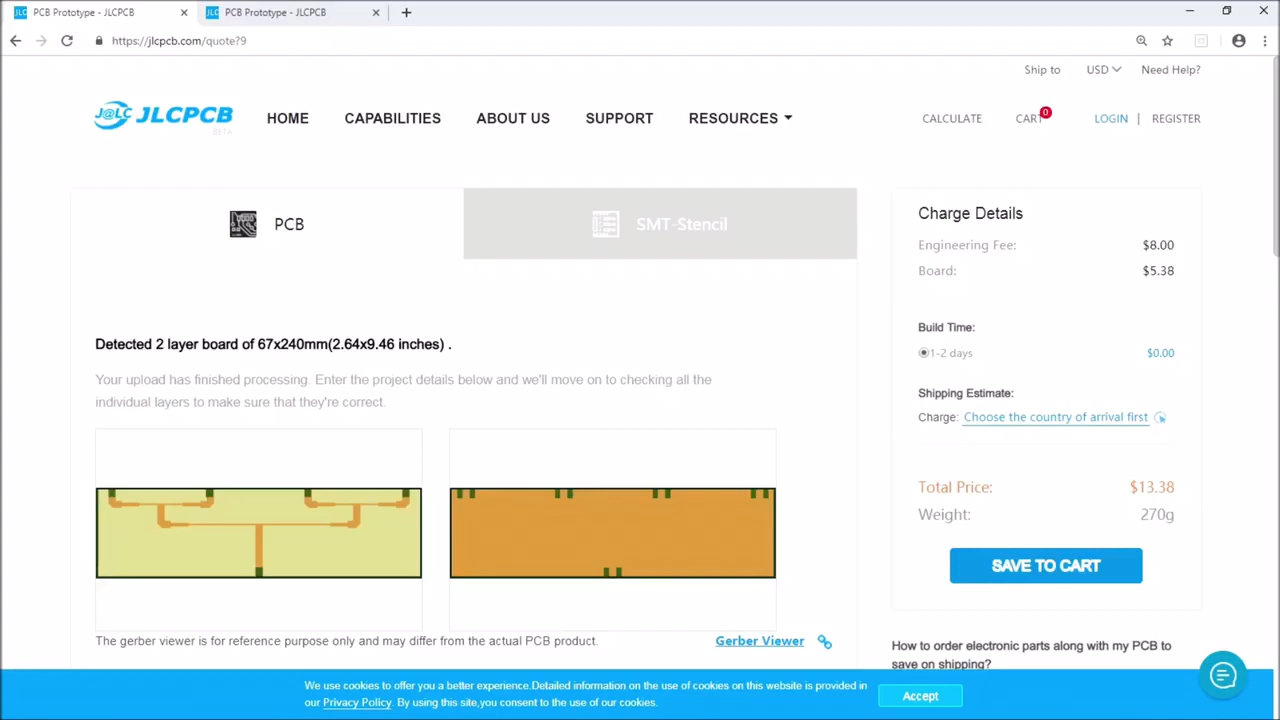 PCB Prototype - JLCPCB
PCB Prototype - JLCPCB
https://jlcpcb.com/quote?9
Ship to
USD
Need Help?
J@LC JLCPCB
BETA
HOME
CAPABILITIES
ABOUT US
SUPPORT
RESOURCES
CALCULATE
CART
0
LOGIN | REGISTER
PCB
SMT-Stencil
Charge Details
Engineering Fee: $8.00
Board: $5.38
Build Time:
1-2 days $0.00
Shipping Estimate:
Charge: Choose the country of arrival first
Total Price: $13.38
Weight: 270g
SAVE TO CART
Detected 2 layer board of 67x240mm(2.64x9.46 inches) .
Your upload has finished processing. Enter the project details below and we'll move on to checking all the
individual layers to make sure that they're correct.
The gerber viewer is for reference purpose only and may differ from the actual PCB product.
Gerber Viewer
How to order electronic parts along with my PCB to
save on shipping?
We use cookies to offer you a better experience.Detailed information on the use of cookies on this website is provided in
our Privacy Policy. By using this site,you consent to the use of our cookies.
Accept